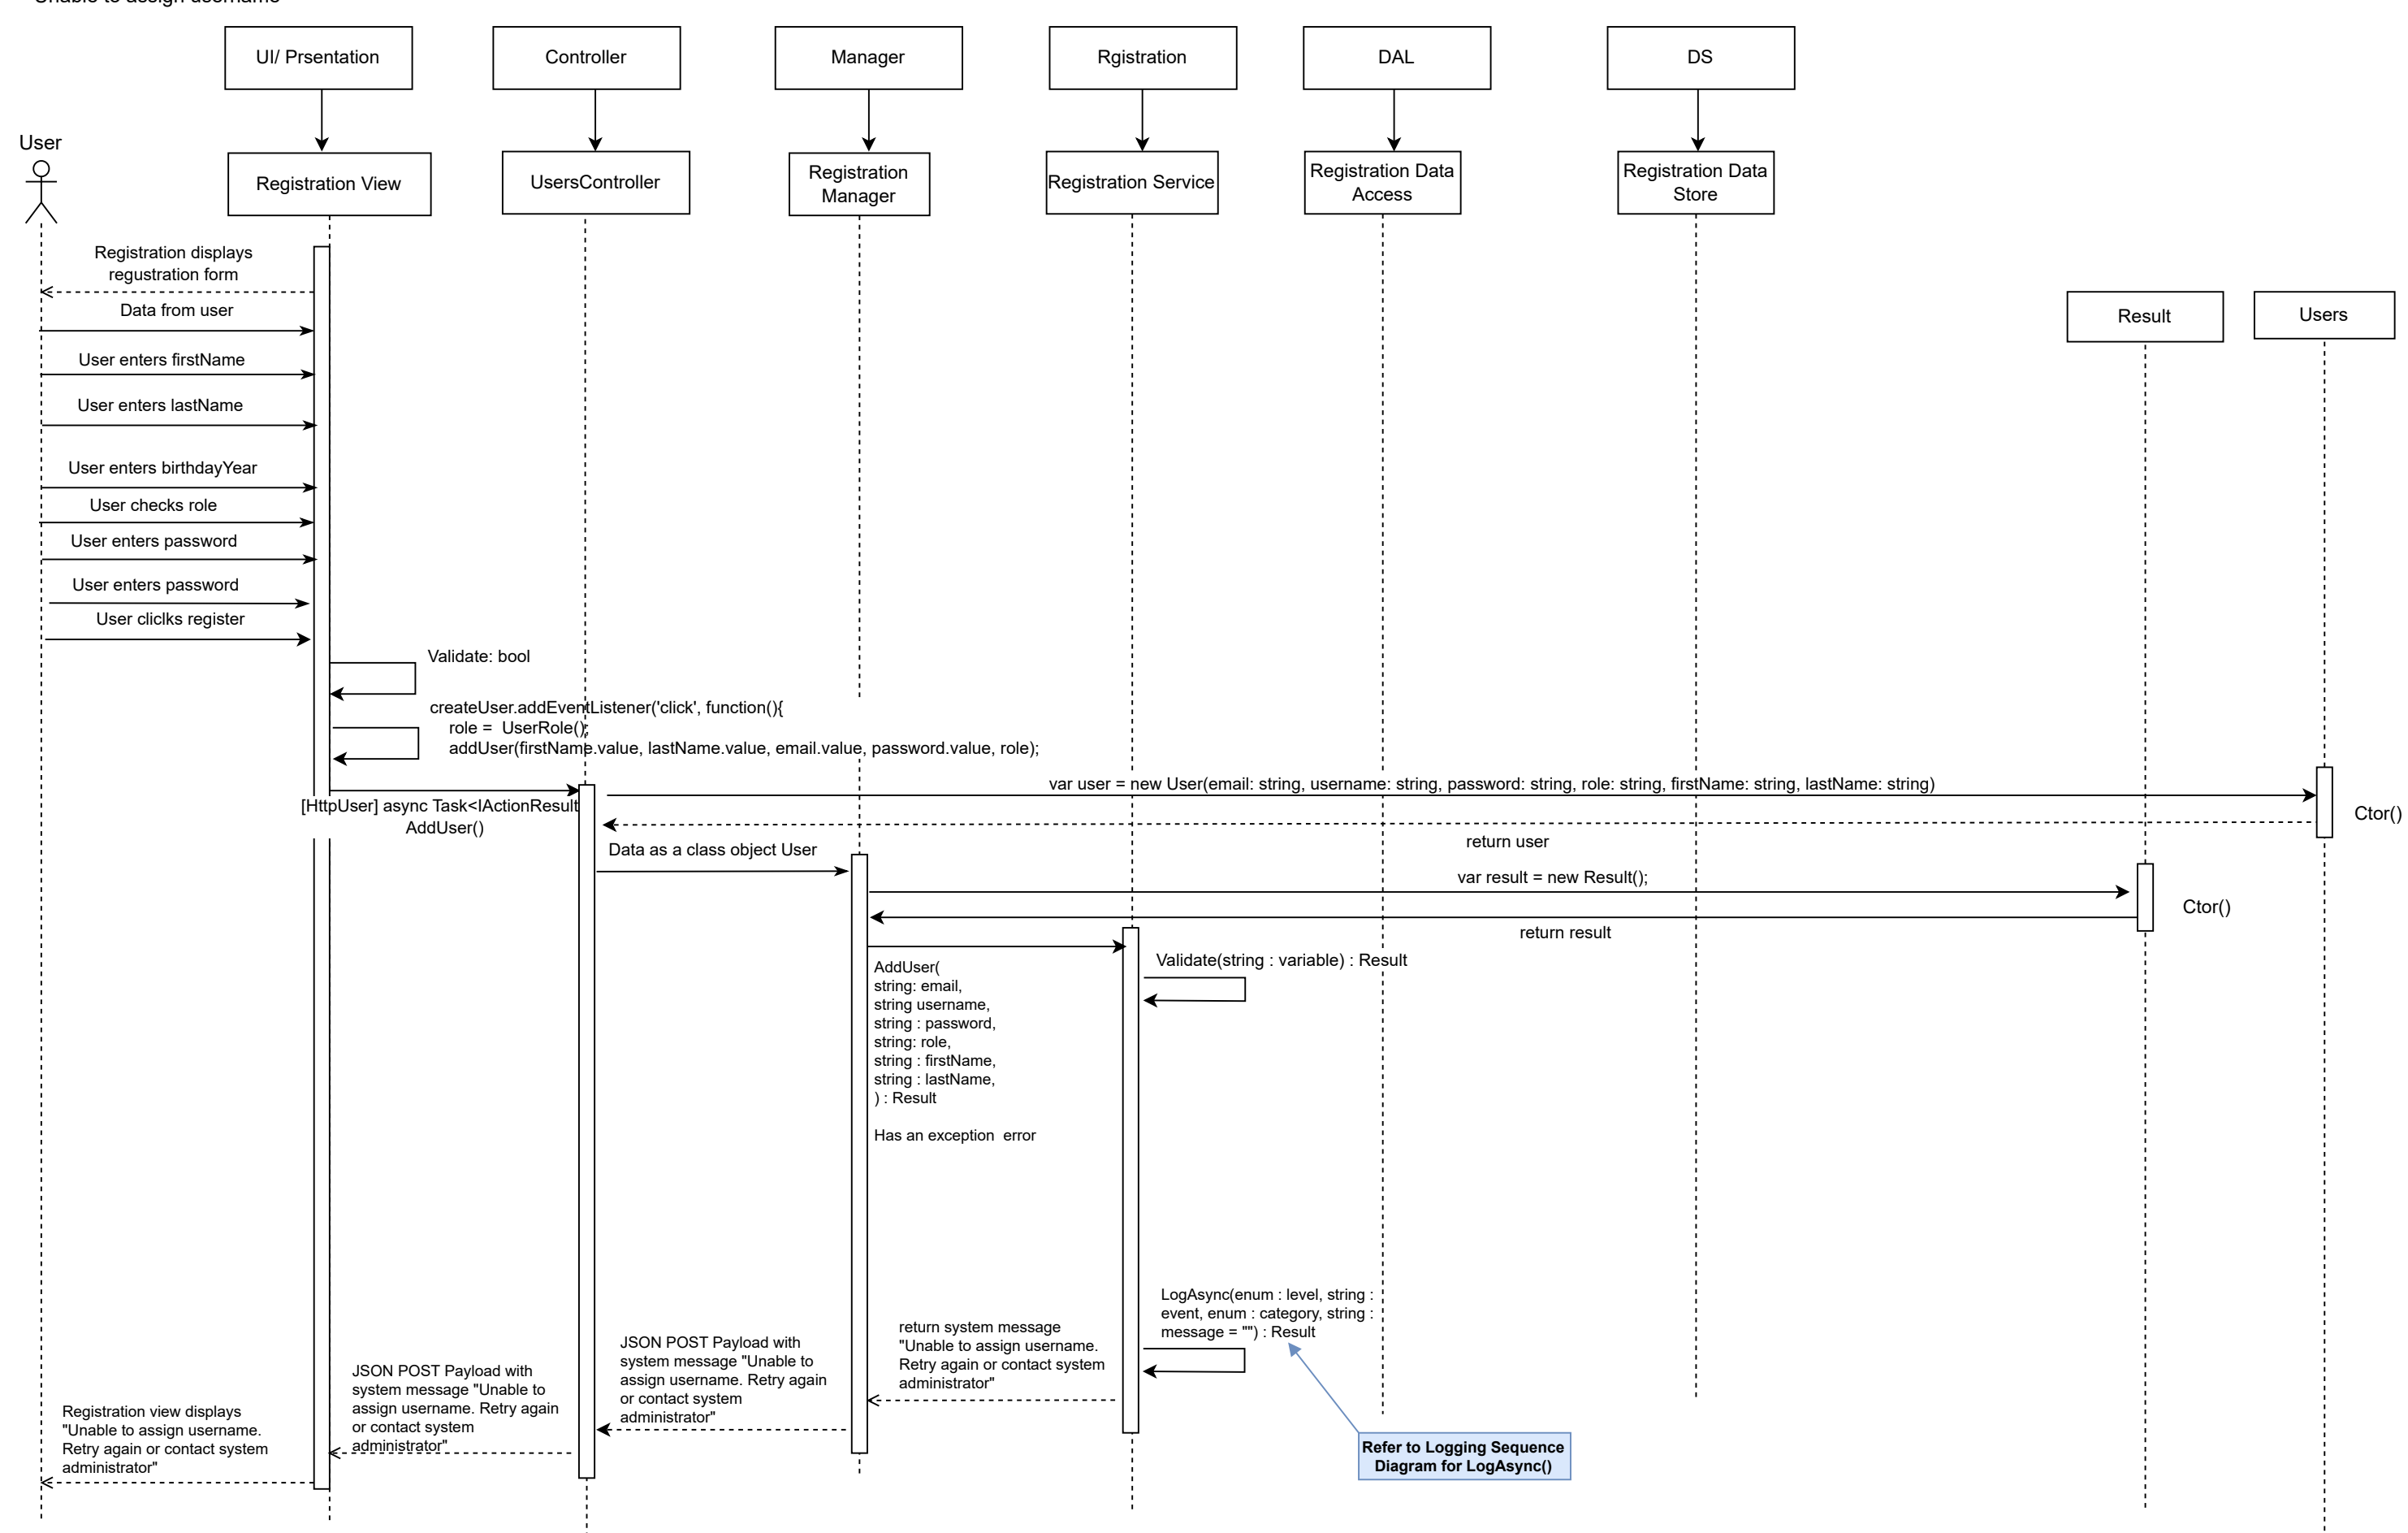 Unable to assign username
UI/ Prsentation
Controller
Manager
Rgistration
DAL
DS
User
Registration View
UsersController
Registration
Manager
Registration Service
Registration Data
Access
Registration Data
Store
Registration displays
regustration form
Data from user
Result
Users
User enters firstName
User enters lastName
User enters birthdayYear
User checks role
User enters password
User enters password
User cliclks register
Validate: bool
createUser.addEventListener('click', function(){
role = UserRole();
addUser(firstName.value, lastName.value, email.value, password.value, role);
var user = new User(email: string, username: string, password: string, role: string, firstName: string, lastName: string)
[HttpUser] async Task<IActionResult
AddUser()
Ctor()
return user
Data as a class object User
var result = new Result();
Ctor()
return result
Validate(string : variable) : Result
AddUser(
string: email,
string username,
string : password,
string: role,
string : firstName,
string : lastName,
) : Result
Has an exception error
LogAsync(enum : level, string :
event, enum : category, string :
message = "") : Result
return system message
"Unable to assign username.
Retry again or contact system
administrator"
JSON POST Payload with
system message "Unable to
assign username. Retry again
or contact system
administrator"
JSON POST Payload with
system message "Unable to
assign username. Retry again
or contact system
administrator"
Registration view displays
"Unable to assign username.
Retry again or contact system
administrator"
Refer to Logging Sequence
Diagram for LogAsync()